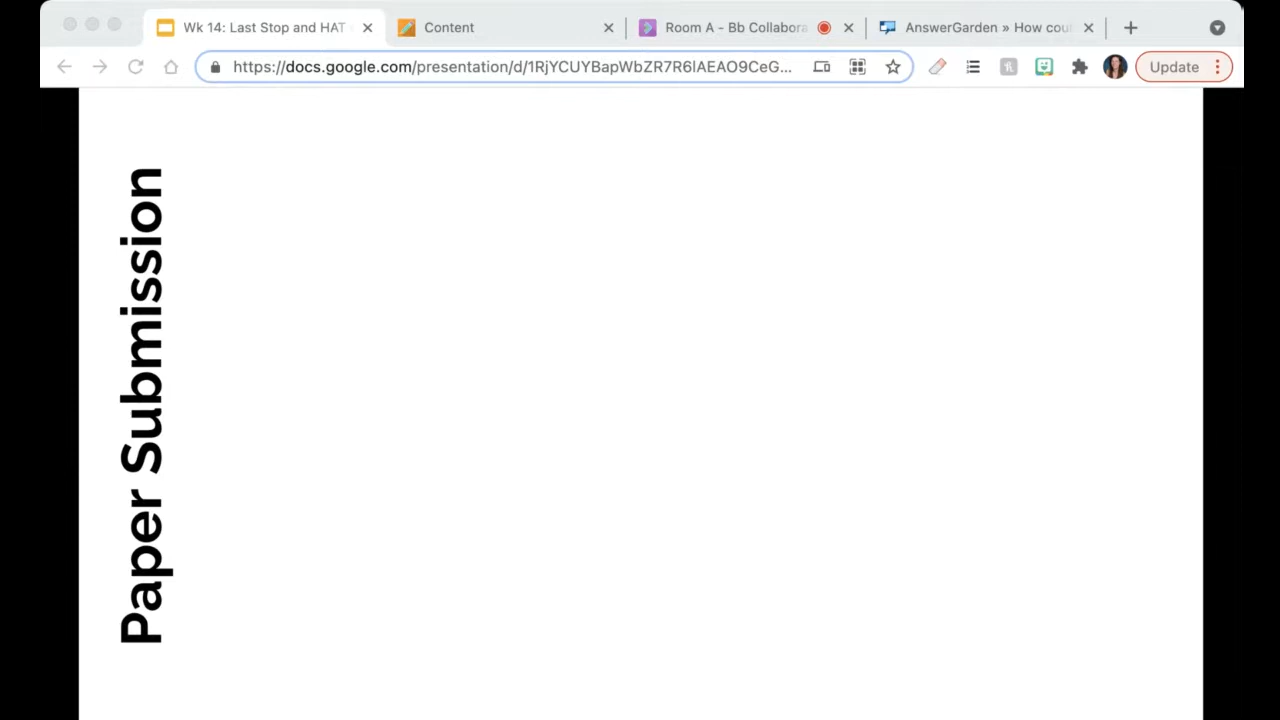 Wk 14: Last Stop and HAT
Content
Room A - Bb Collabora
AnswerGarden » How cou
https://docs.google.com/presentation/d/1RjYCUYBapWbZR7R6lAEAO9CeG...
Update
Paper Submission